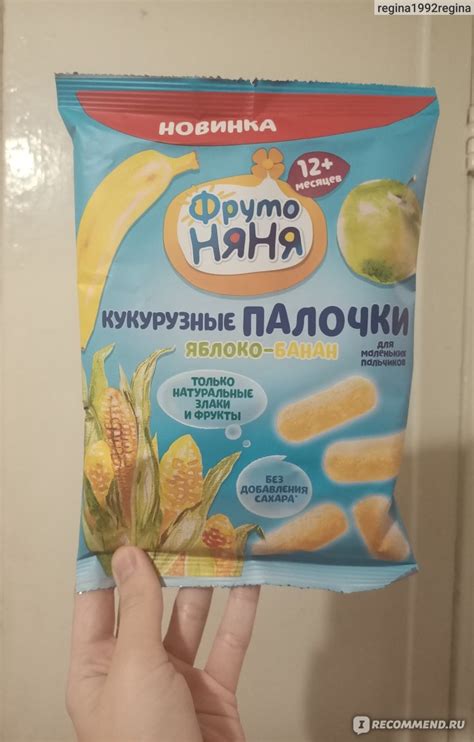 regina1992regina
НОВИНКА
12+
месяцев
Фруто
НЯНЯ
КУКУРУЗНЫЕ ПАЛОЧКИ
ЯБЛОКО-БАНАН
для
маленьких
пальчиков
ТОЛЬКО
НАТУРАЛЬНЫЕ
ЗЛАКИ
И ФРУКТЫ
БЕЗ
ДОБАВЛЕНИЯ
САХАРА*
IRECOMMEND.RU